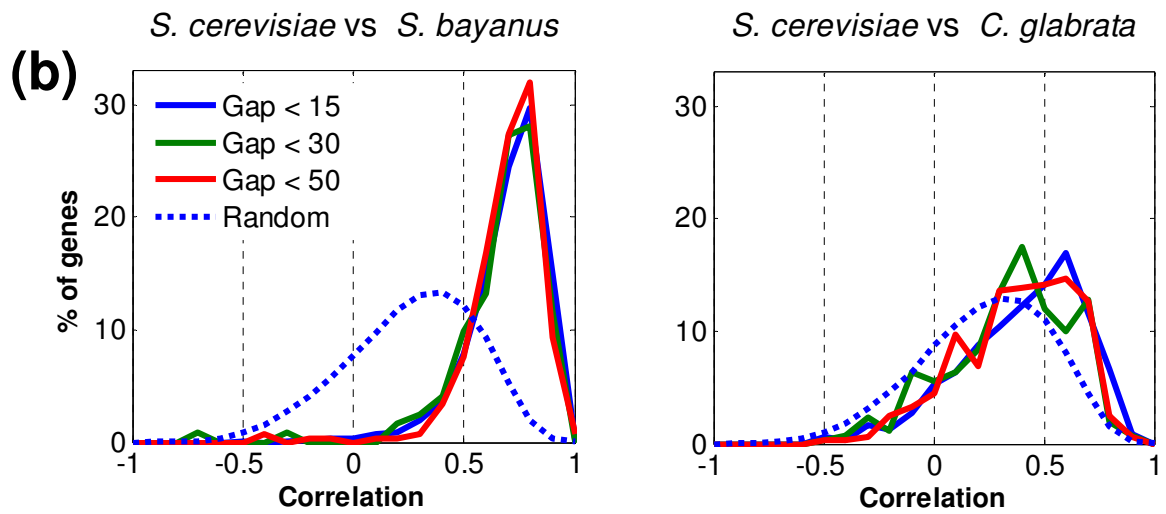 S. cerevisiae vs S. bayanus
S. cerevisiae vs C. glabrata
(b)
% of genes
30
20
10
0
Gap < 15
Gap < 30
Gap < 50
Random
-1 -0.5 0 0.5 1
Correlation
30
20
10
0
-1 -0.5 0 0.5 1
Correlation